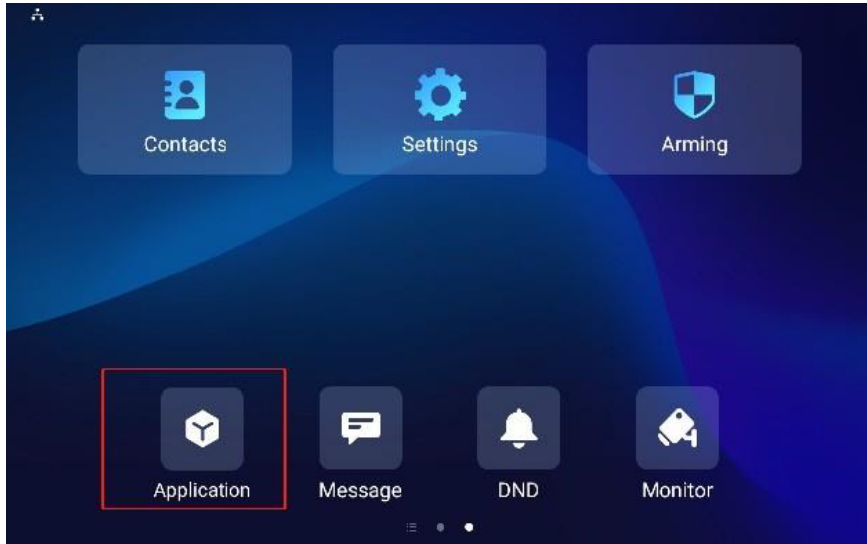 Contacts
Settings
Arming
Application
Message
DND
Monitor